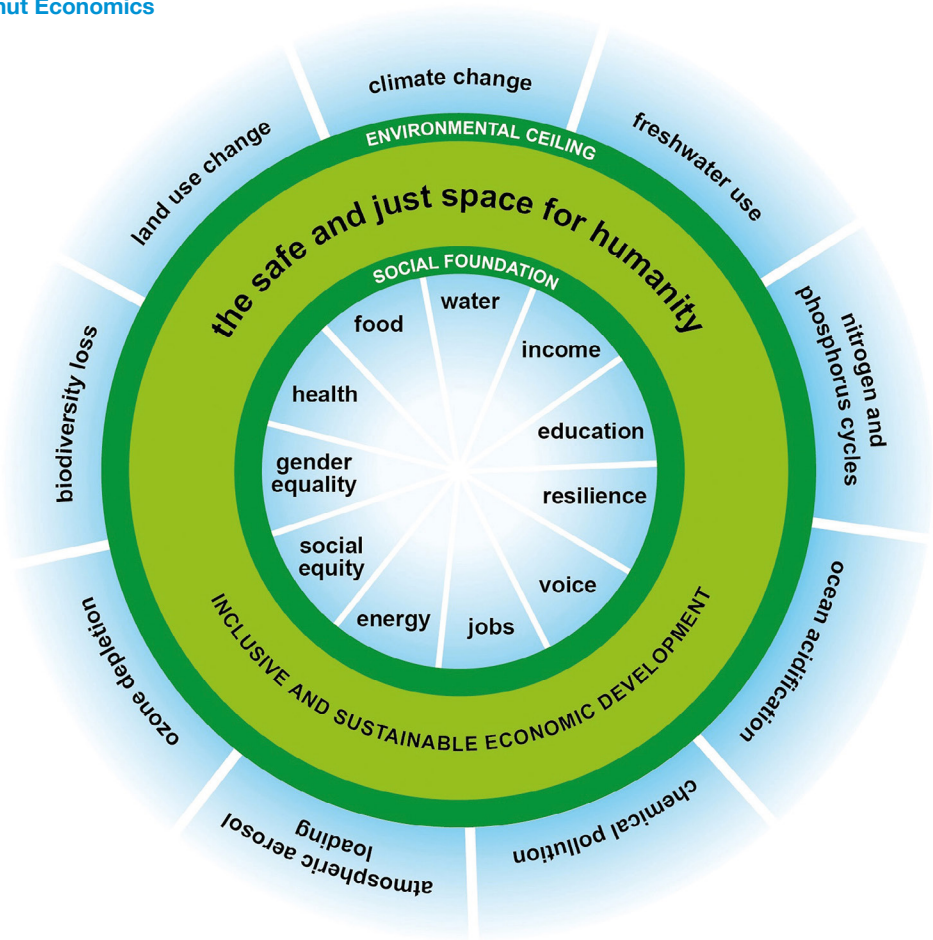 nut Economics
climate change
freshwater use
nitrogen and
phosphorus cycles
ocean acidification
chemical pollution
atmospheric aerosol
loading
ozone depletion
biodiversity loss
land use change
ENVIRONMENTAL CEILING
the safe and just space for humanity
SOCIAL FOUNDATION
water
income
education
resilience
voice
jobs
energy
social
equity
gender
equality
health
food
INCLUSIVE AND SUSTAINABLE ECONOMIC DEVELOPMENT